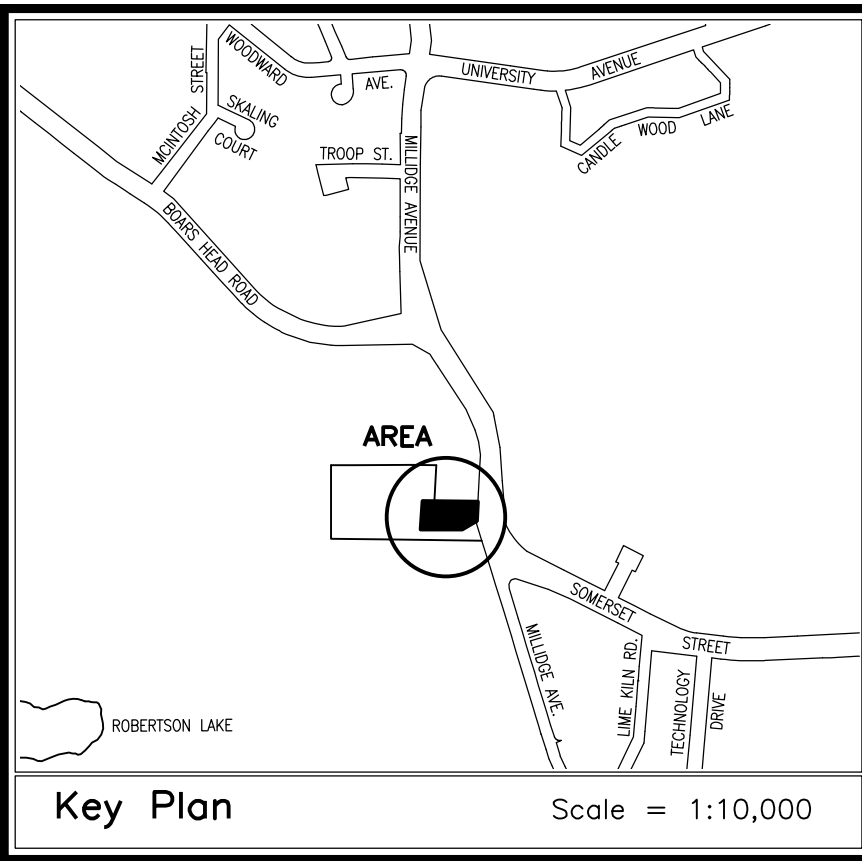 WOODWARD
AVE.
UNIVERSITY
AVENUE
MCINTOSH
STREET
SKALING
COURT
TROOP ST.
MILLIDGE AVENUE
CANDLE
WOOD
LANE
BOARS HEAD ROAD
AREA
SOMERSET
STREET
MILLIDGE AVE.
LIME KILN RD.
TECHNOLOGY
DRIVE
ROBERTSON LAKE
Key Plan
Scale = 1:10,000